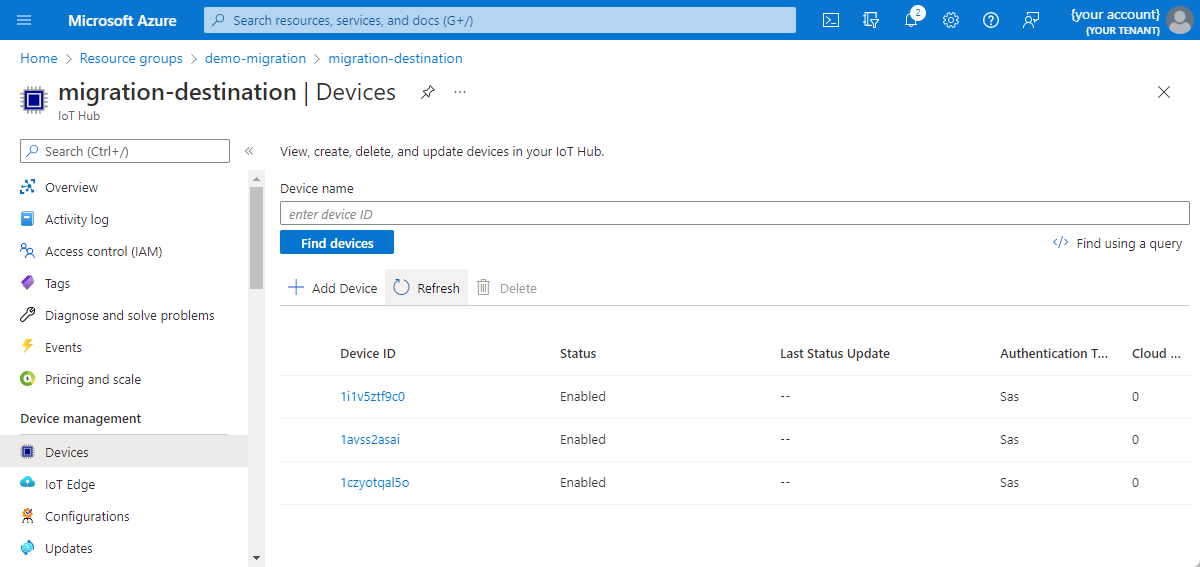 Microsoft Azure
Search resources, services, and docs (G+/)
2
{your account}
{YOUR TENANT}
Home > Resource groups > demo-migration > migration-destination
migration-destination | Devices
IoT Hub
Search (Ctrl+/)
Overview
Activity log
Access control (IAM)
Tags
Diagnose and solve problems
Events
Pricing and scale
Device management
Devices
IoT Edge
Configurations
Updates
View, create, delete, and update devices in your IoT Hub.
Device name
enter device ID
Find devices
Find using a query
Add Device Refresh Delete
Device ID Status Last Status Update Authentication T... Cloud ...
1i1v5ztf9c0 Enabled -- Sas 0
1avss2asai Enabled -- Sas 0
1czyotqal5o Enabled -- Sas 0